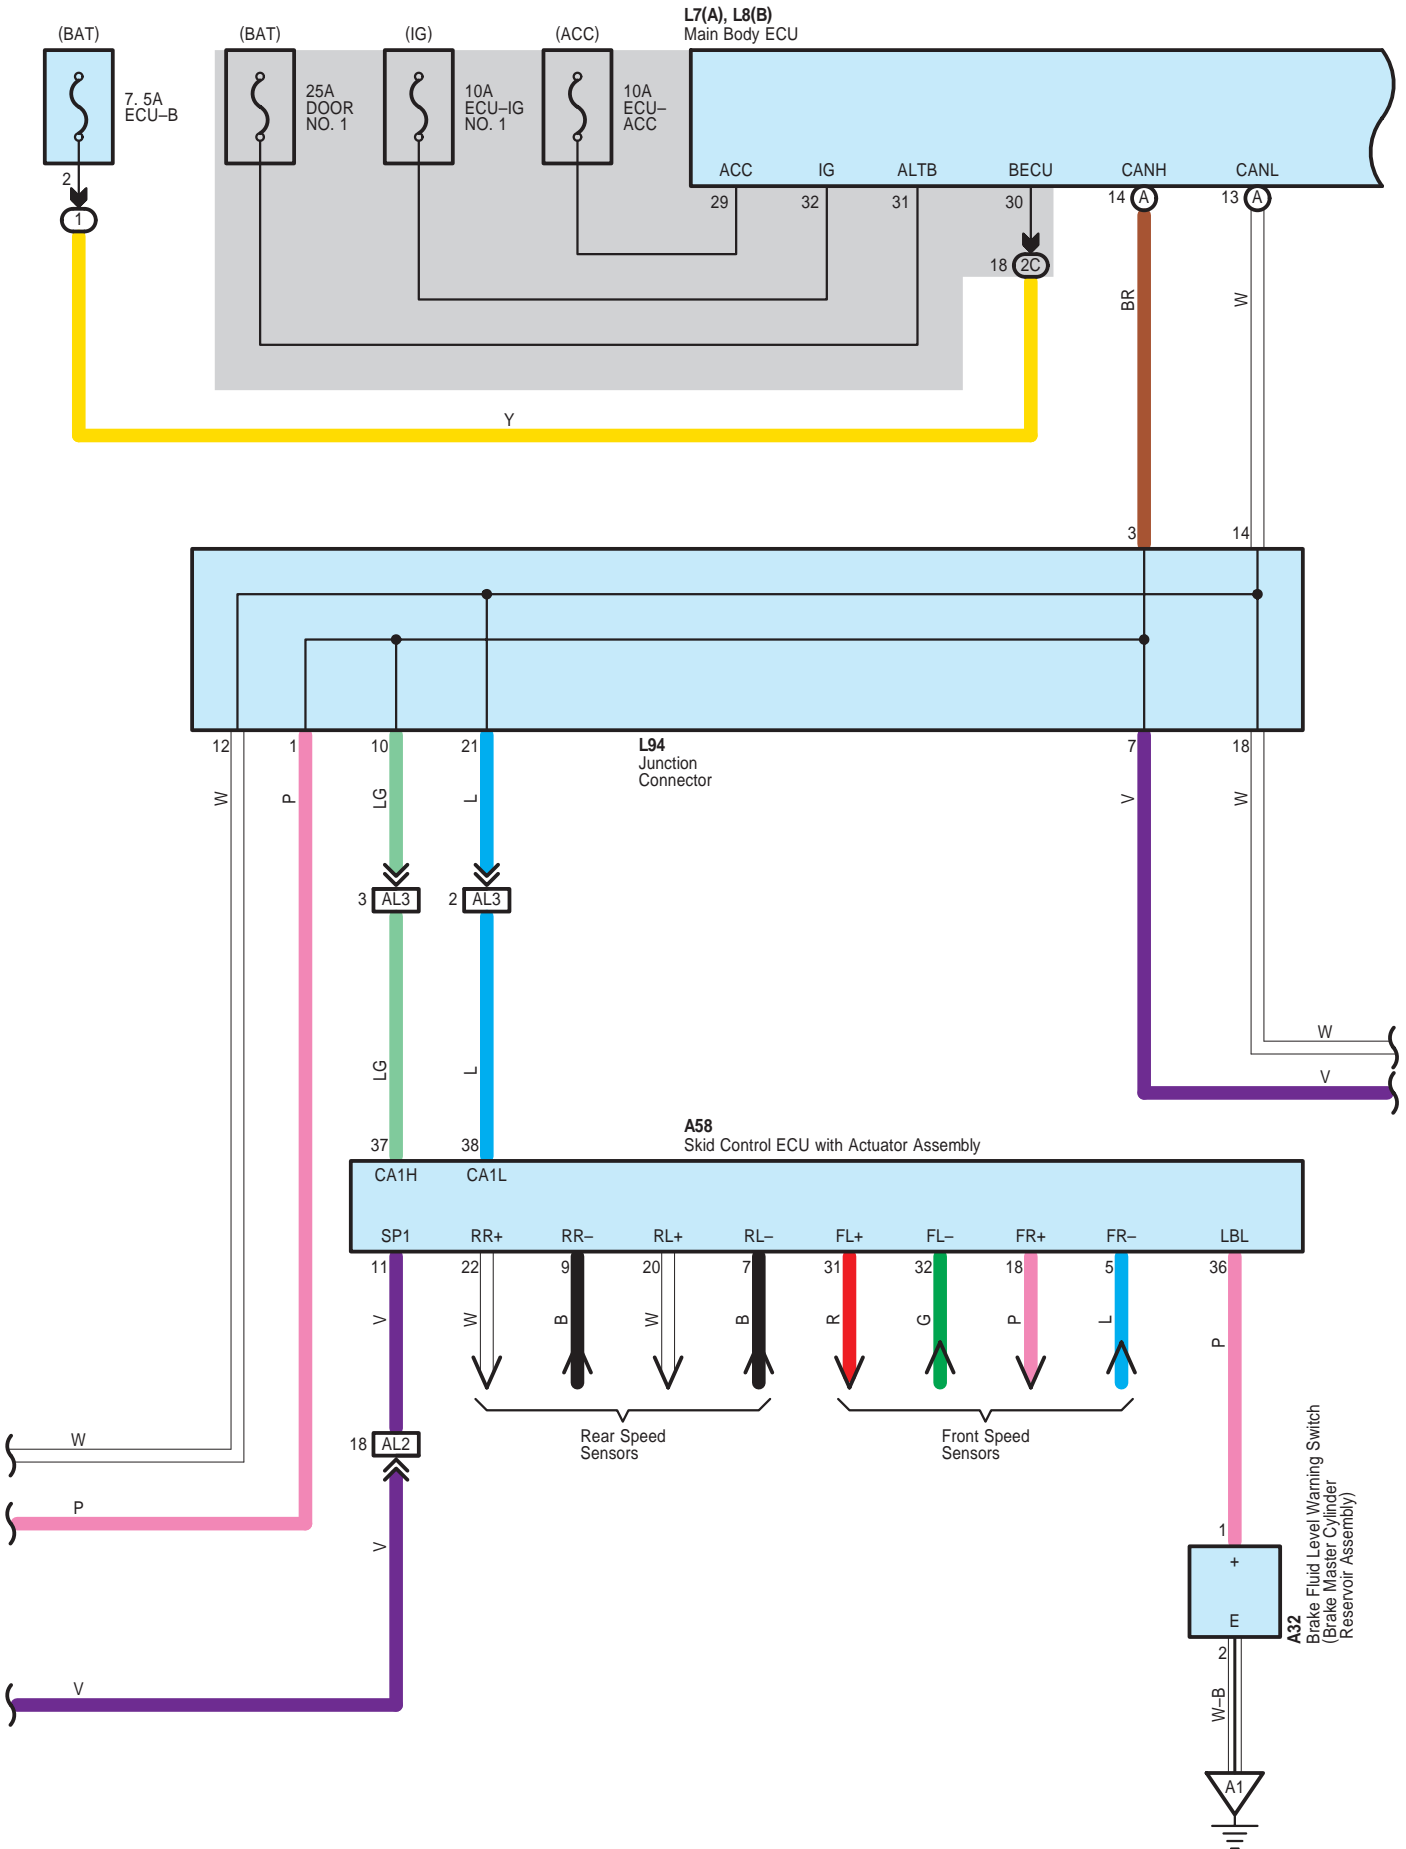 L7(A), L8(B)
Main Body ECU
(BAT)
(BAT)
(IG)
(ACC)
7. 5A
ECU–B
25A
DOOR
NO. 1
10A
ECU–IG
NO. 1
10A
ECU–
ACC
ACC
IG
ALTB
BECU
CANH
CANL
2
1
29
32
31
30
14
A
13
A
18
2C
BR
W
Y
3
14
12
1
10
21
7
18
L94
Junction
Connector
W
P
LG
L
V
W
3
AL3
2
AL3
LG
L
W
V
A58
Skid Control ECU with Actuator Assembly
37
38
CA1H
CA1L
SP1
RR+
RR–
RL+
RL–
FL+
FL–
FR+
FR–
LBL
11
22
9
20
7
31
32
18
5
36
V
W
B
W
B
R
G
P
L
P
Rear Speed
Sensors
Front Speed
Sensors
W
18
AL2
P
V
V
1
+
E
2
A32
Brake Fluid Level Warning Switch
(Brake Master Cylinder
Reservoir Assembly)
W–B
A1